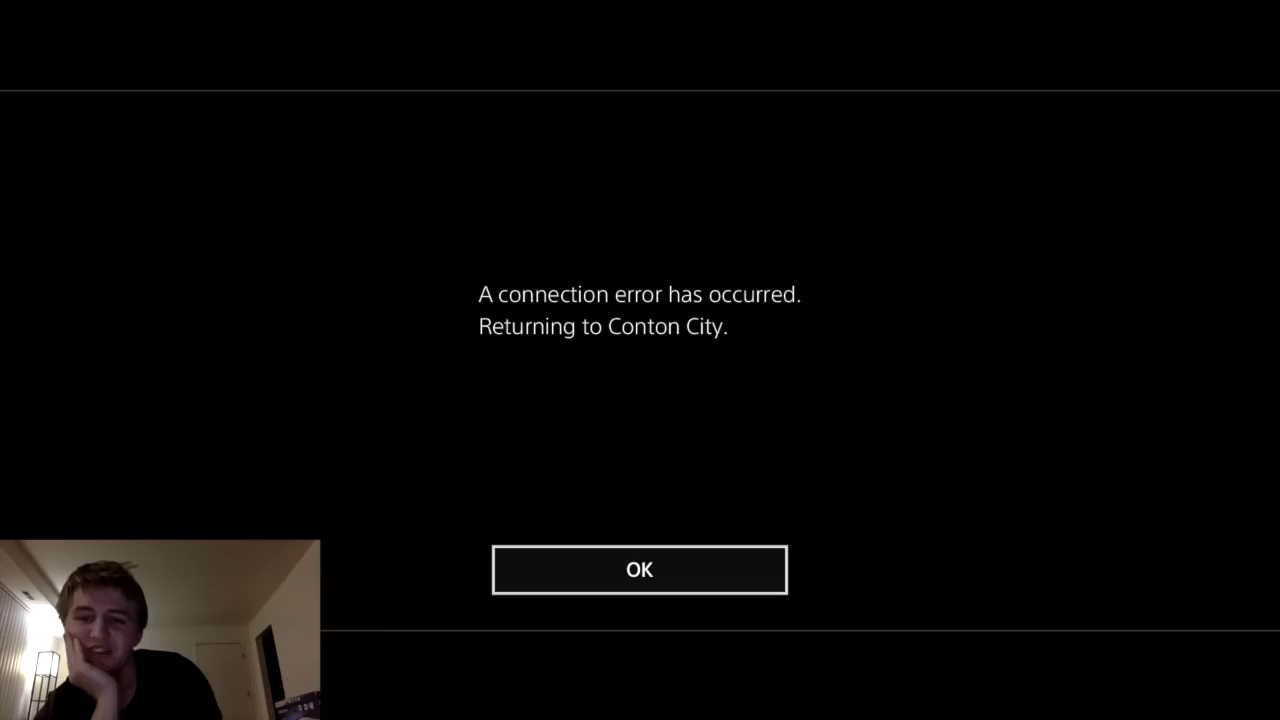 A connection error has occurred.
Returning to Conton City.
OK